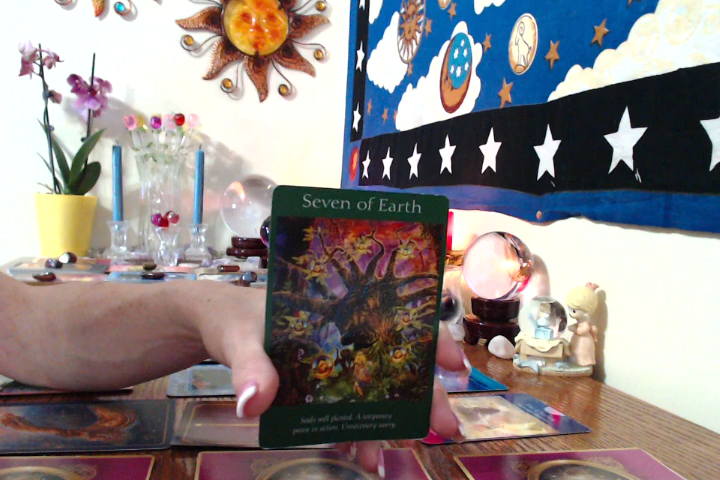 Seven of Earth
Seeds well planted. A temporary
pause in action. Unnecessary worry.